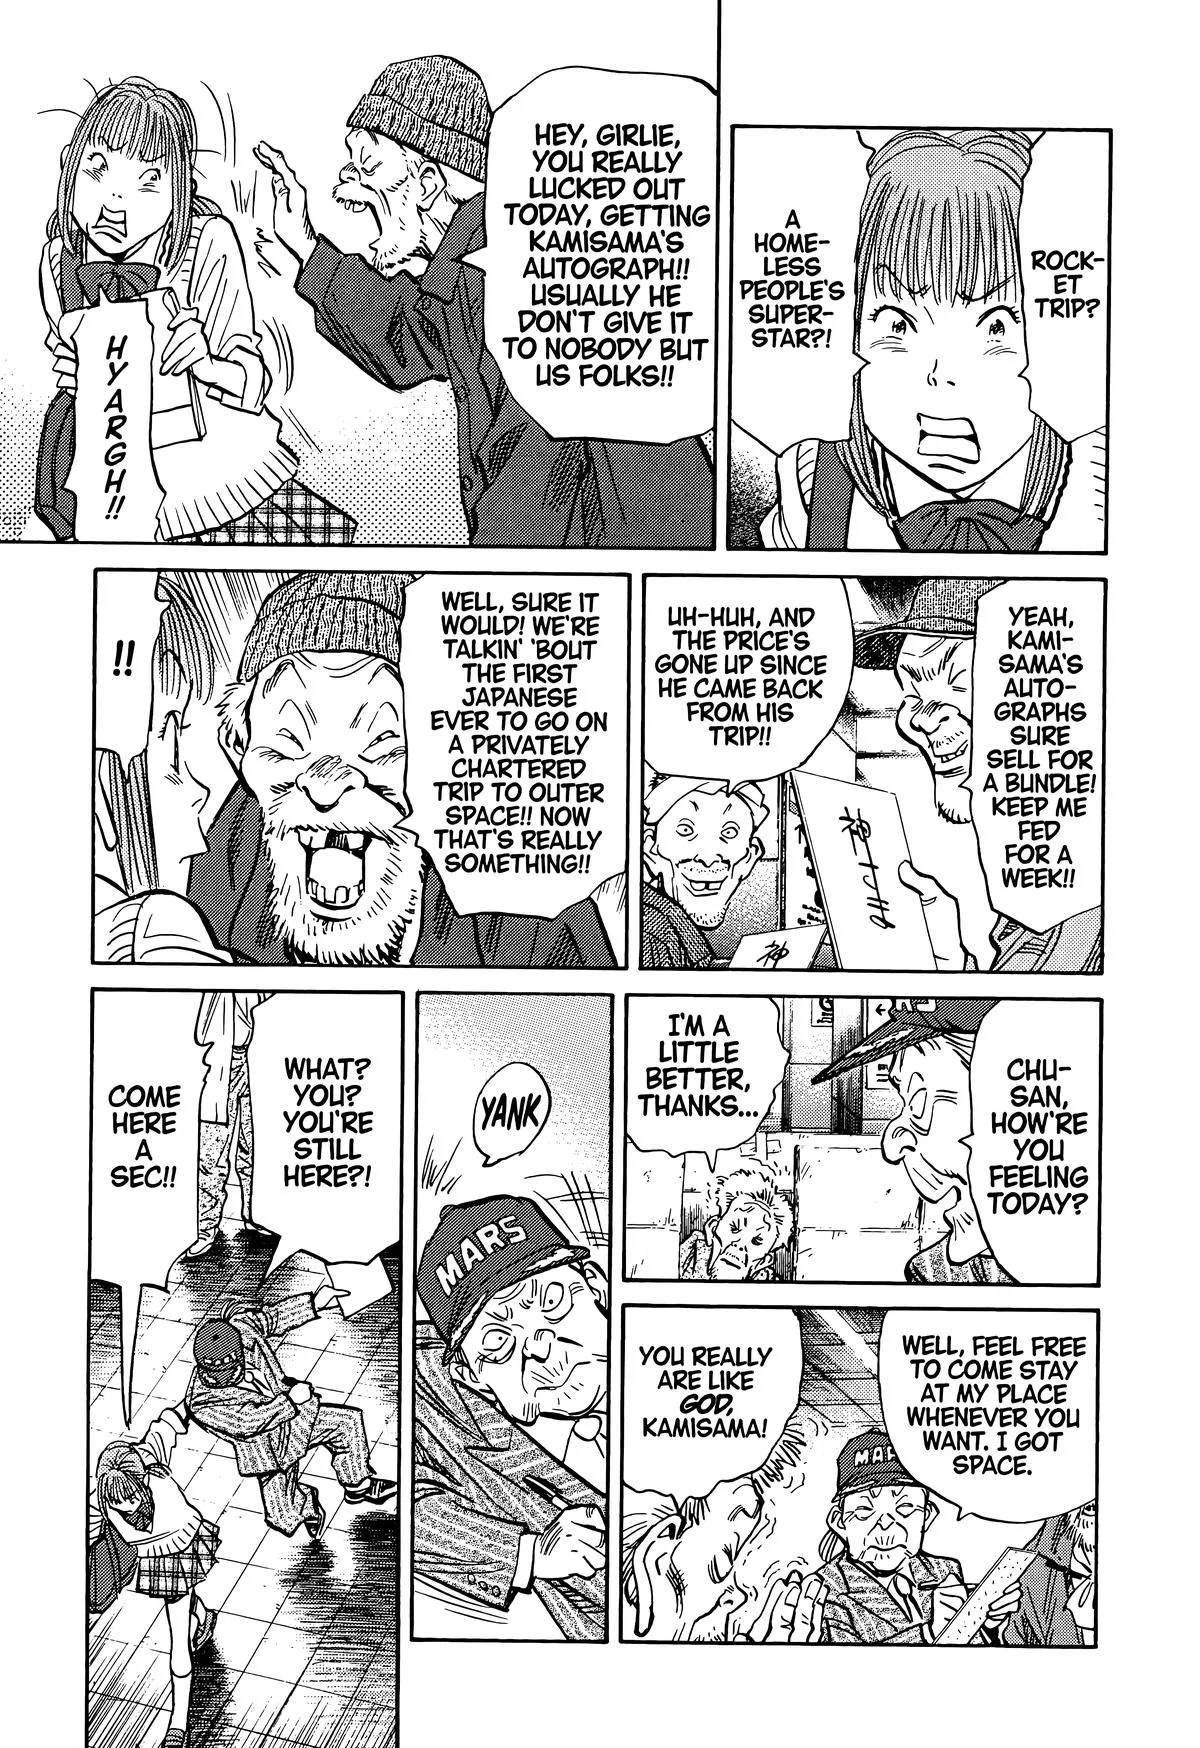 ROCK-
ET
TRIP?
A
HOME-
LESS
PEOPLE'S
SUPER-
STAR?!
HEY, GIRLIE,
YOU REALLY
LUCKED OUT
TODAY, GETTING
KAMISAMA'S
AUTOGRAPH!!
USUALLY HE
DON'T GIVE IT
TO NOBODY BUT
US FOLKS!!
HYARGH!!
YEAH,
KAMI-
SAMA'S
AUTO-
GRAPHS
SURE
SELL FOR
A BUNDLE!
KEEP ME
FED
FOR A
WEEK!!
UH-HUH, AND
THE PRICE'S
GONE UP SINCE
HE CAME BACK
FROM HIS
TRIP!!
神
WELL, SURE IT
WOULD! WE'RE
TALKIN' 'BOUT
THE FIRST
JAPANESE
EVER TO GO ON
A PRIVATELY
CHARTERED
TRIP TO OUTER
SPACE!! NOW
THAT'S REALLY
SOMETHING!!
!!
CHU-
SAN,
HOW'RE
YOU
FEELING
TODAY?
I'M A
LITTLE
BETTER,
THANKS...
RS
WELL, FEEL FREE
TO COME STAY
AT MY PLACE
WHENEVER YOU
WANT. I GOT
SPACE.
YOU REALLY
ARE LIKE
GOD,
KAMISAMA!
MARS
YANK
MARS
WHAT?
YOU?
YOU'RE
STILL
HERE?!
COME
HERE
A
SEC!!